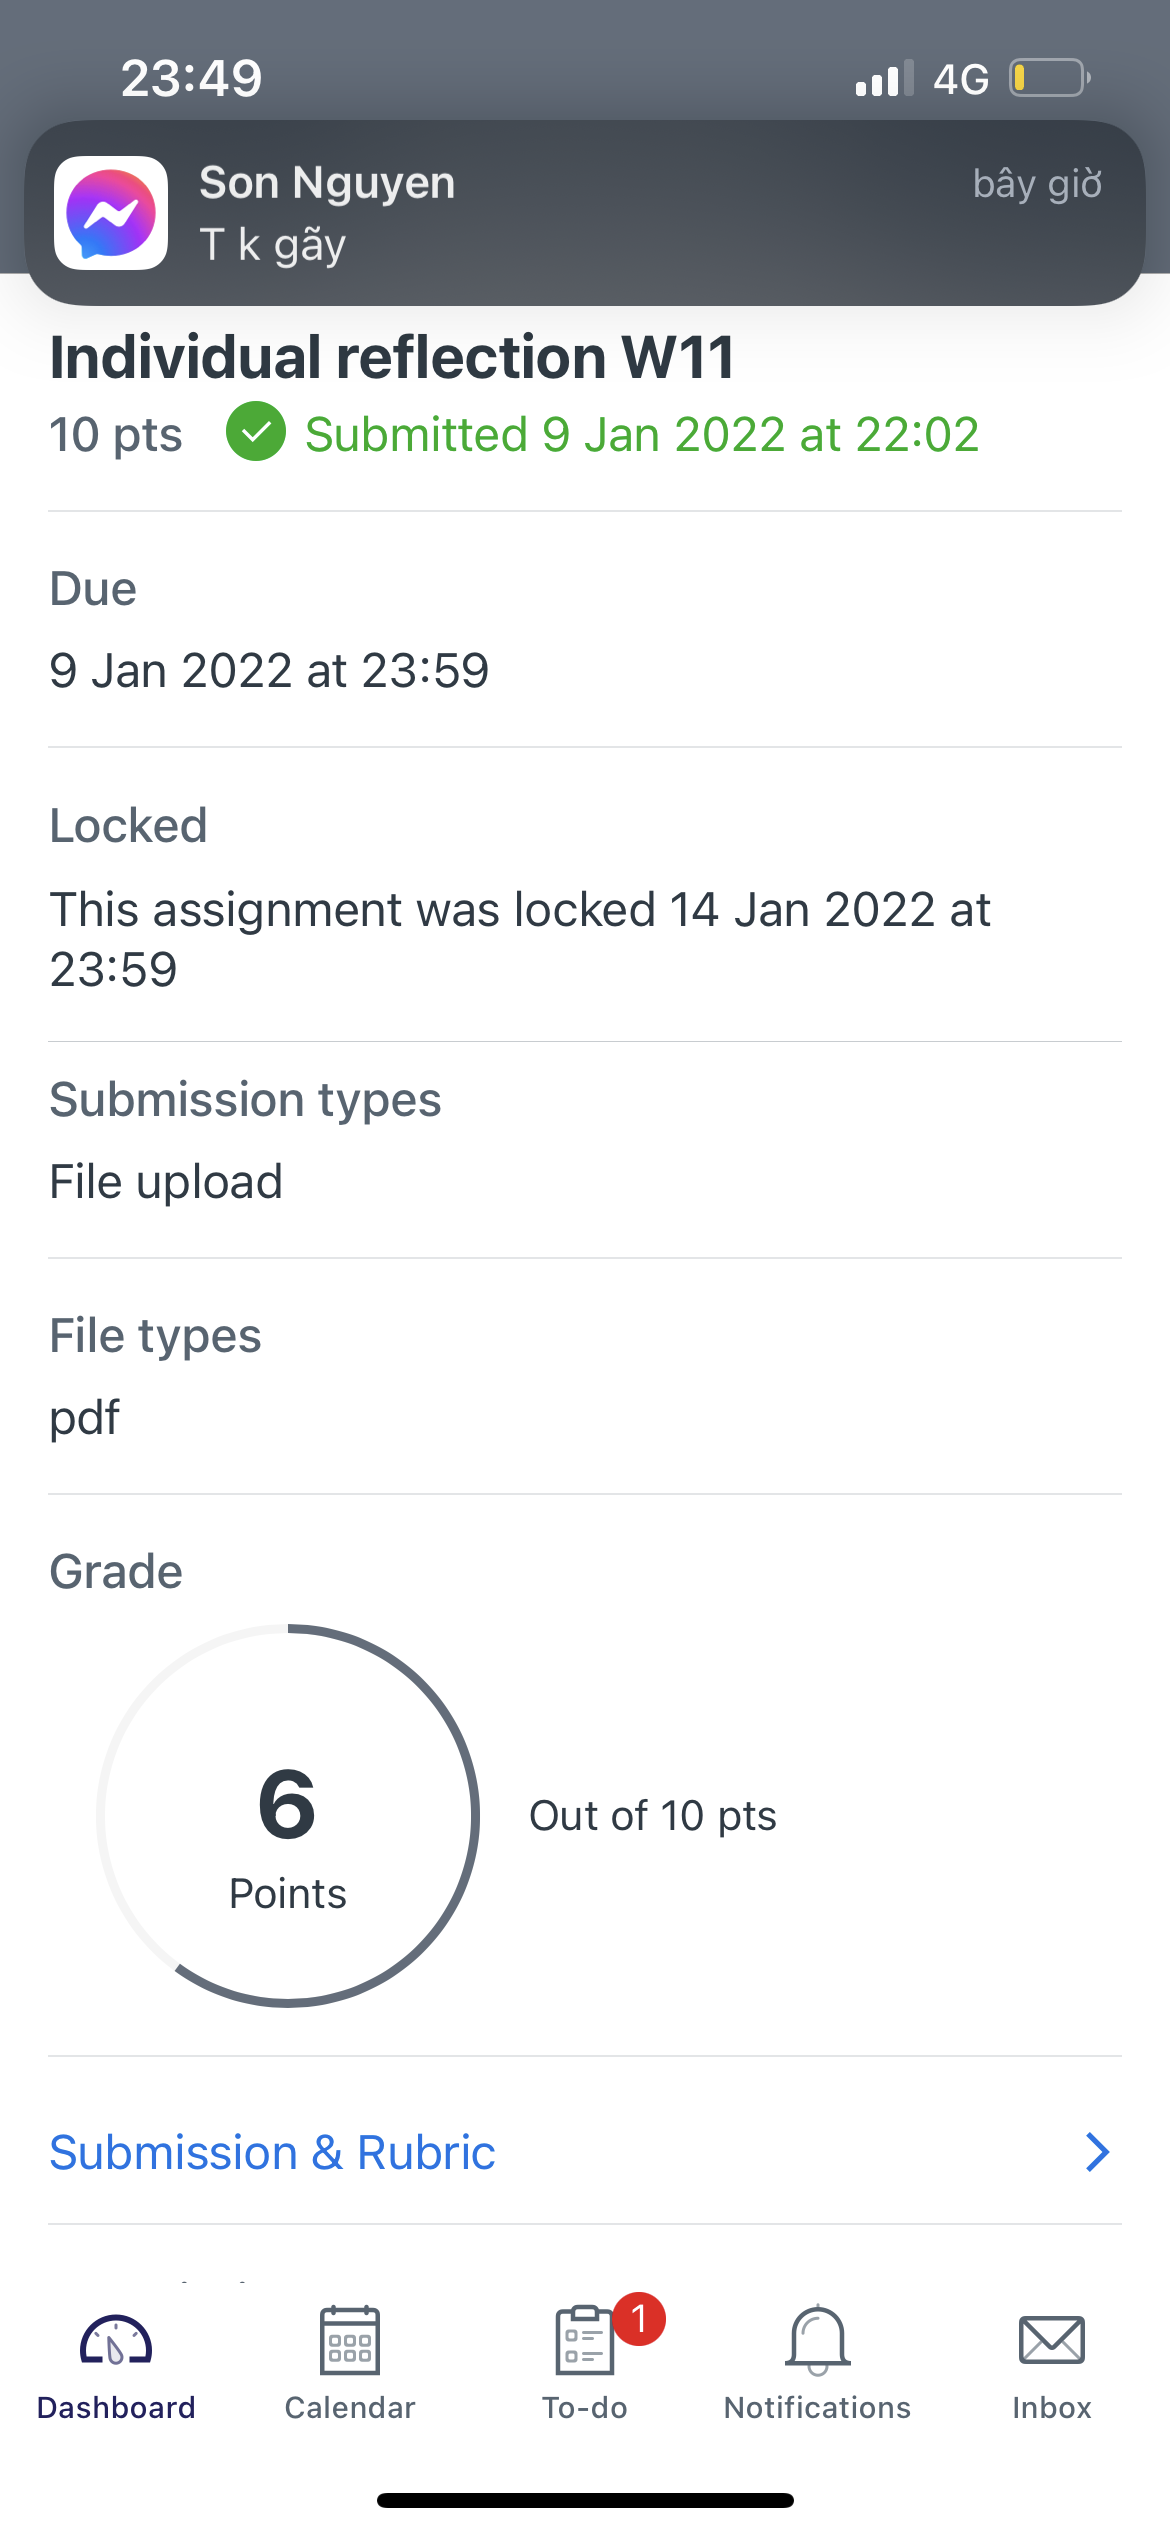 23:49
4G
Son Nguyen
bây giờ
T k gãy
Individual reflection W11
10 pts
Submitted 9 Jan 2022 at 22:02
Due
9 Jan 2022 at 23:59
Locked
This assignment was locked 14 Jan 2022 at
23:59
Submission types
File upload
File types
pdf
Grade
6
Points
Out of 10 pts
Submission & Rubric
1
Dashboard
Calendar
To-do
Notifications
Inbox